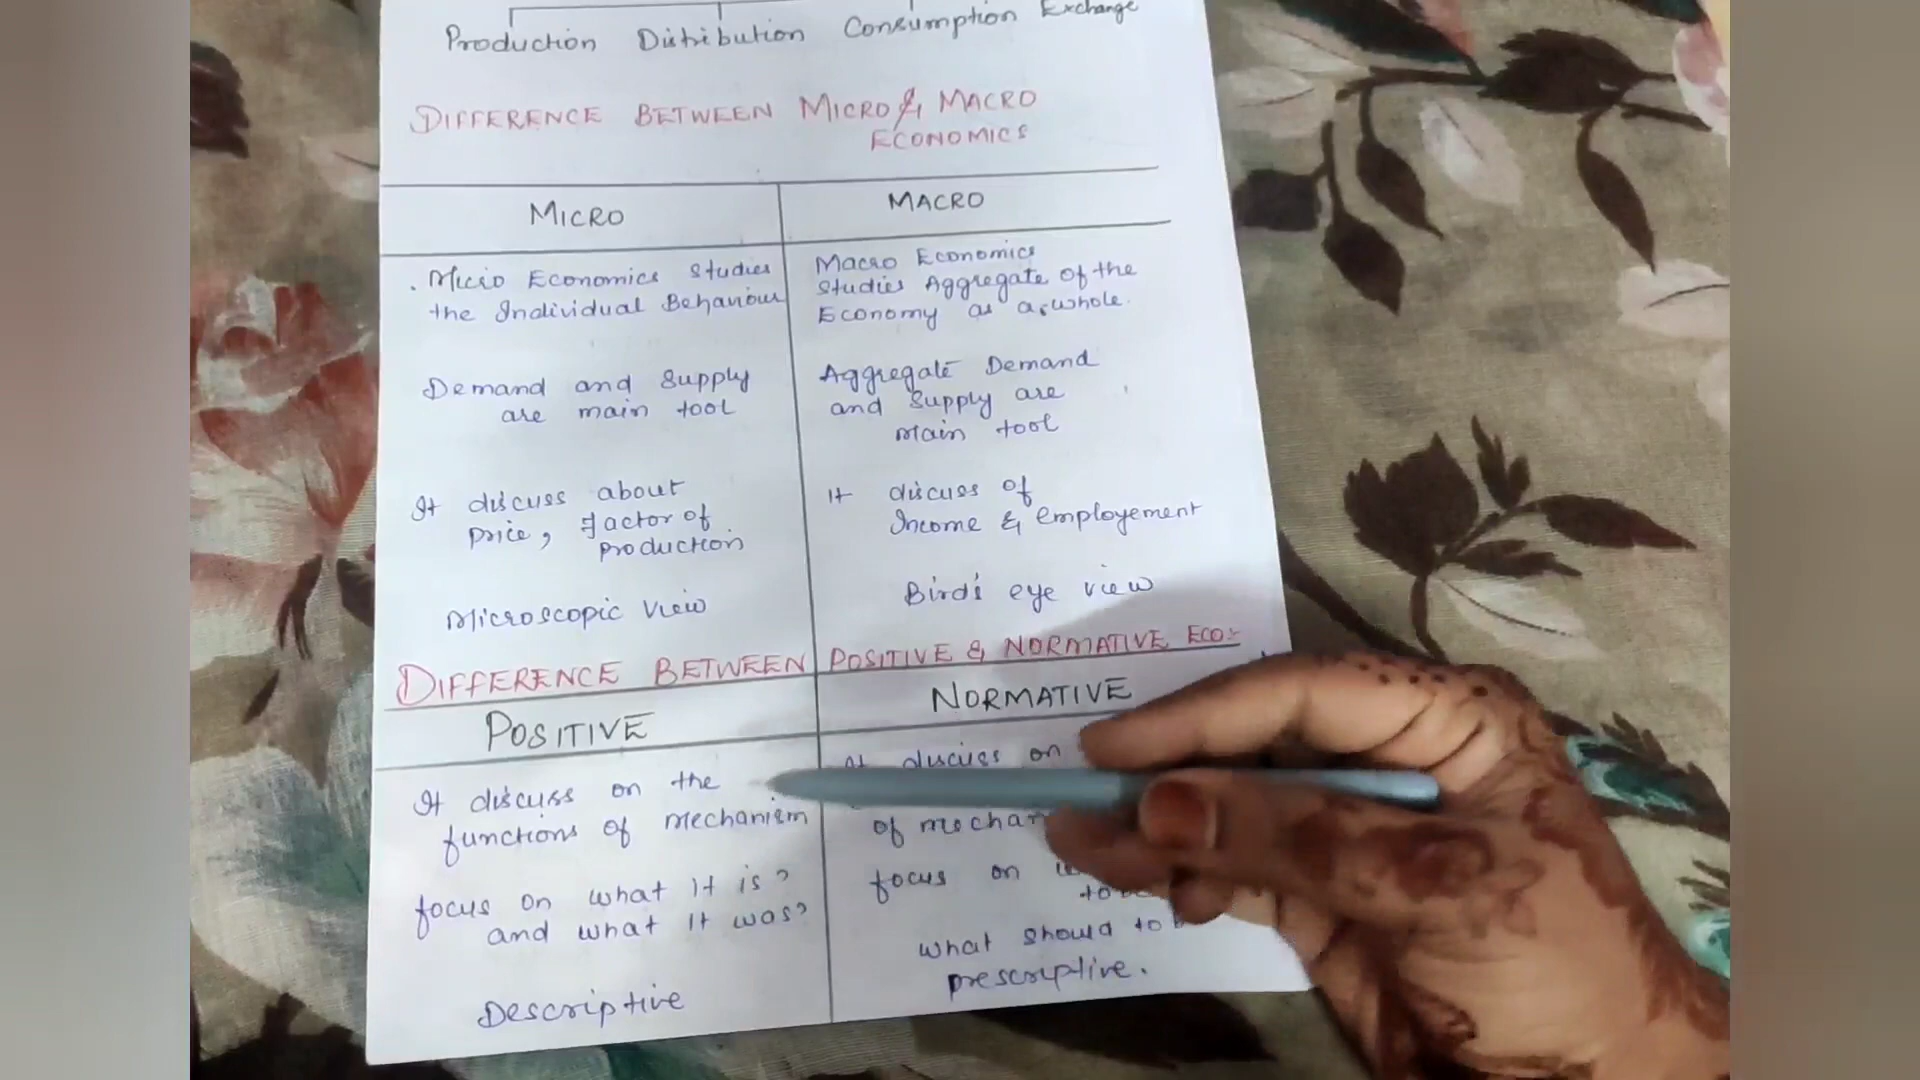 Production Distribution Consumption Exchange
DIFFERENCE BETWEEN MICRO & MACRO
ECONOMICS
MICRO
. Micro Economics Studies
the Individual Behaviour
Demand and Supply
are main tool
It discuss about
price, factor of
production
Microscopic View
MACRO
Macro Economics
Studies Aggregate of the
Economy as a whole.
Aggregate Demand
and Supply are
main tool
It discuss of
Income & employement
Bird's eye view
DIFFERENCE BETWEEN POSITIVE & NORMATIVE ECO:-
POSITIVE
It discuss on the
functions of mechanism
focus on what it is?
and what it was?
Descriptive
NORMATIVE
It discuss on
of
focus on
to
what should to
prescriptive.